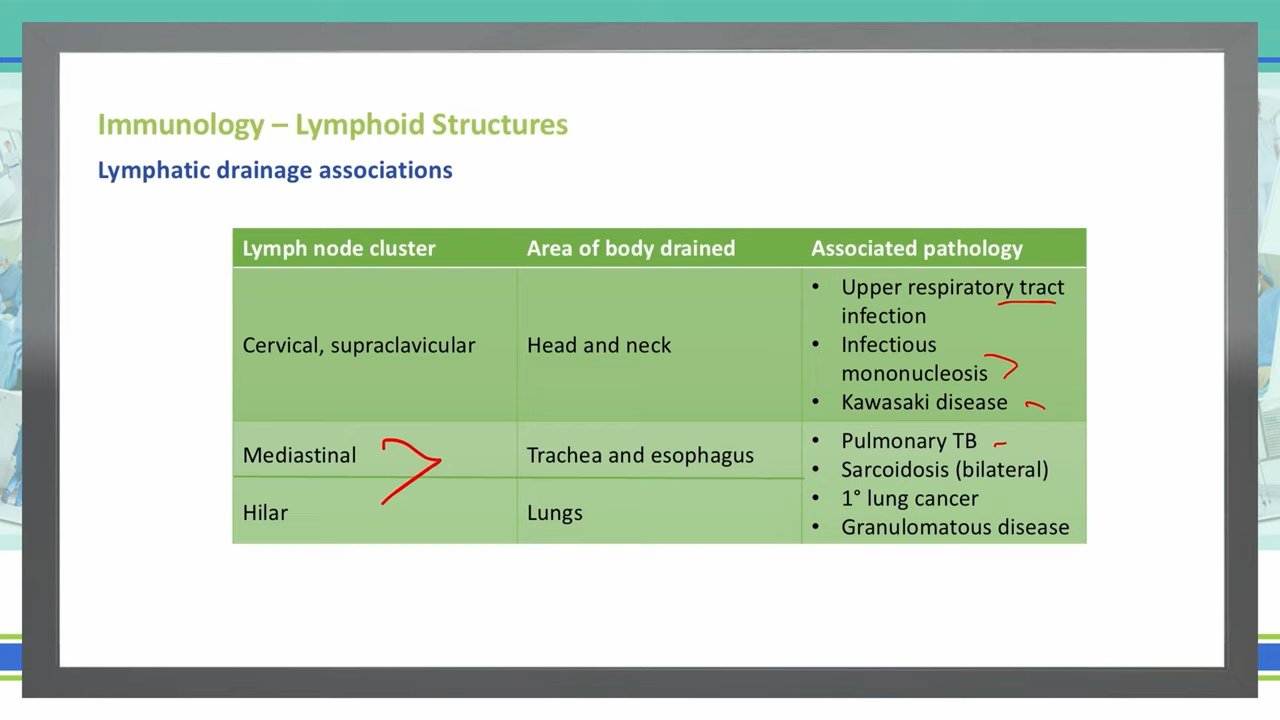 Immunology – Lymphoid Structures
Lymphatic drainage associations
Lymph node cluster
Area of body drained
Associated pathology
Cervical, supraclavicular
Head and neck
• Upper respiratory tract
infection
• Infectious
mononucleosis
• Kawasaki disease
Mediastinal
Trachea and esophagus
Hilar
Lungs
• Pulmonary TB
• Sarcoidosis (bilateral)
• 1° lung cancer
• Granulomatous disease